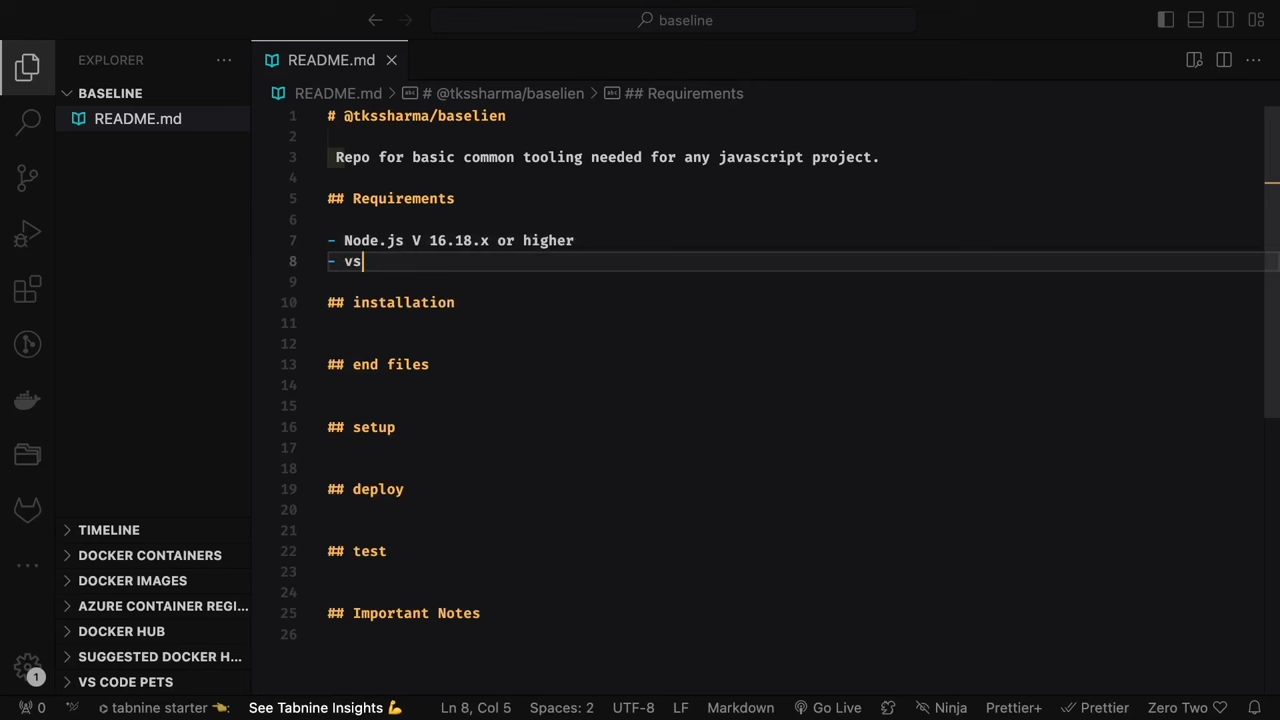 baseline
EXPLORER ...
README.md
BASELINE
README.md > # @tkssharma/baselien > ## Requirements
README.md
1 # @tkssharma/baselien
2
3 Repo for basic common tooling needed for any javascript project.
4
5 ## Requirements
6
7 - Node.js V 16.18.x or higher
8 - vs
9
10 ## installation
11
12
13 ## end files
14
15
16 ## setup
17
18
19 ## deploy
20
21
22 ## test
23
24
25 ## Important Notes
26
TIMELINE
DOCKER CONTAINERS
DOCKER IMAGES
AZURE CONTAINER REGI...
DOCKER HUB
SUGGESTED DOCKER H...
VS CODE PETS
1
0 tabnine starter See Tabnine Insights Ln 8, Col 5 Spaces: 2 UTF-8 LF Markdown Go Live Ninja Prettier+ Prettier Zero Two